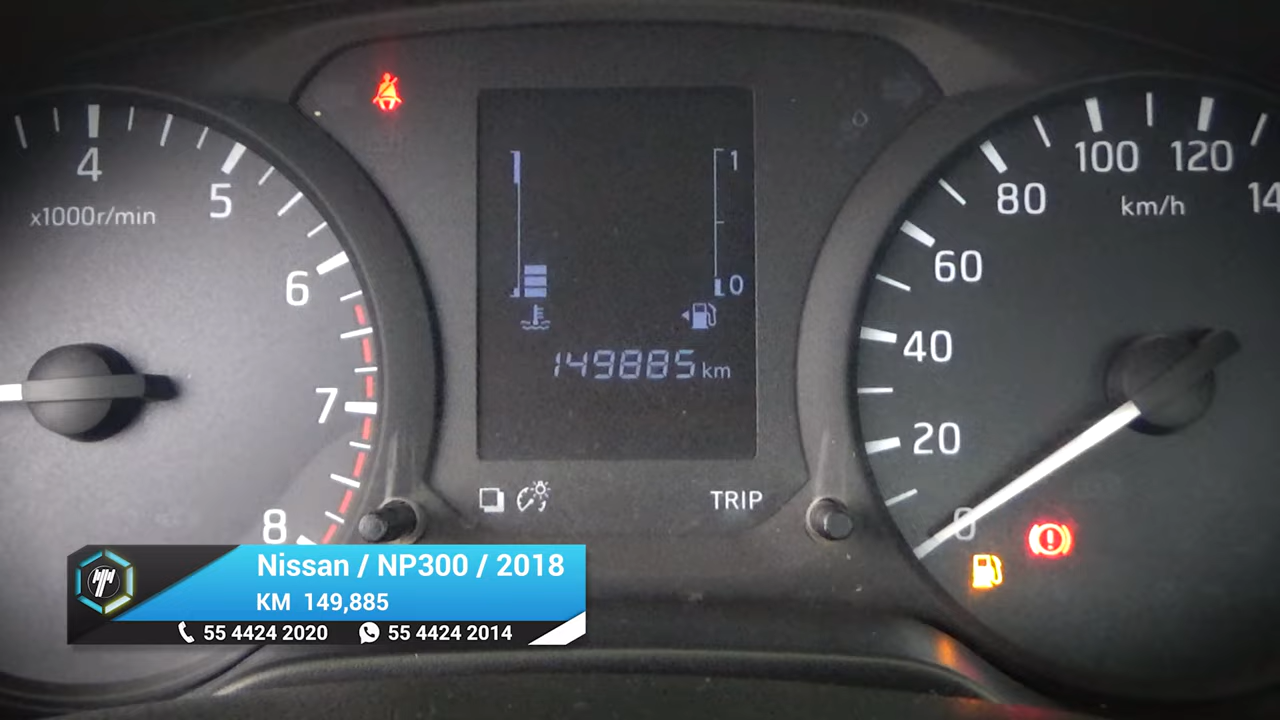 4
5
6
7
8
x1000r/min
1
0
149885 km
TRIP
0
20
40
60
80
100
120
14
km/h
Nissan / NP300 / 2018
KM 149,885
55 4424 2020 55 4424 2014